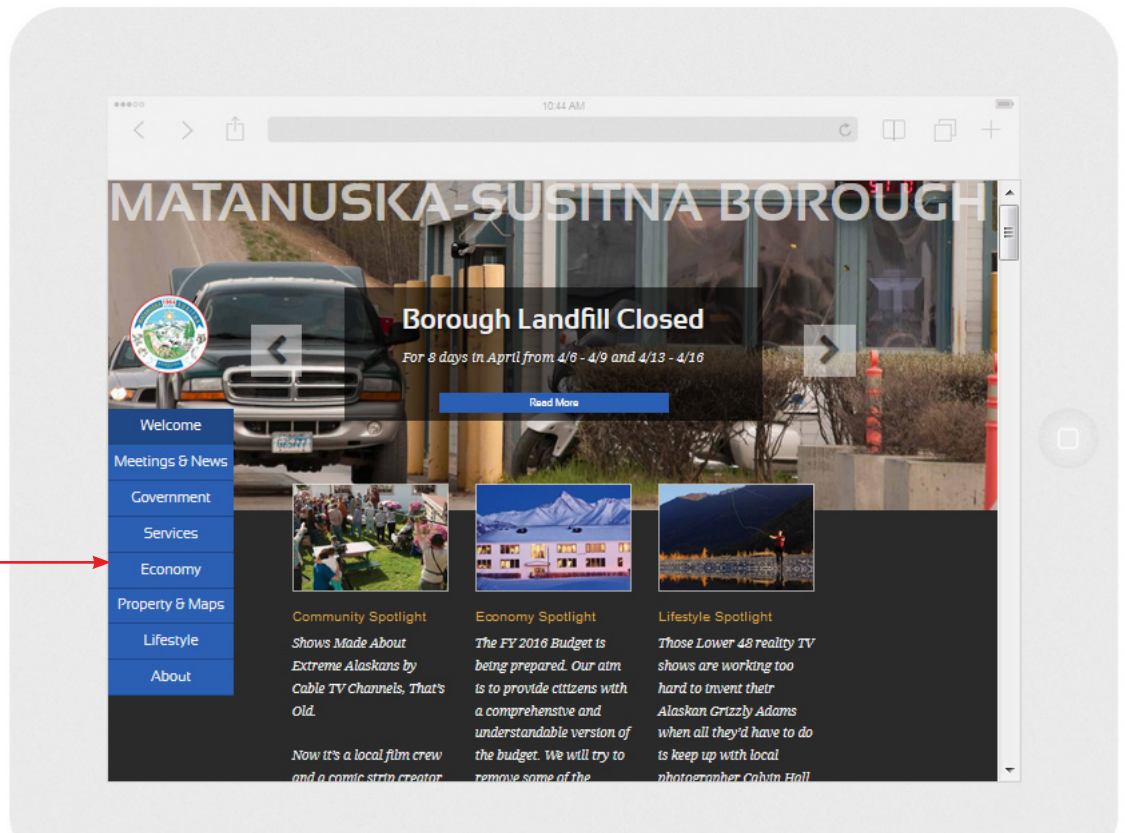 10:44 AM
MATANUSKA-SUSITNA BOROUGH
Borough Landfill Closed
For 8 days in April from 4/6 - 4/9 and 4/13 - 4/16
Read More
Welcome
Meetings & News
Government
Services
Economy
Property & Maps
Lifestyle
About
Community Spotlight
Shows Made About
Extreme Alaskans by
Cable TV Channels, That's
Old.
Now it's a local film crew
and a comic strip creator
Economy Spotlight
The FY 2016 Budget is
being prepared. Our aim
is to provide citizens with
a comprehensive and
understandable version of
the budget. We will try to
remove some of the
Lifestyle Spotlight
Those Lower 48 reality TV
shows are working too
hard to invent their
Alaskan Grizzly Adams
when all they'd have to do
is keep up with local
photographer Calvin Hall